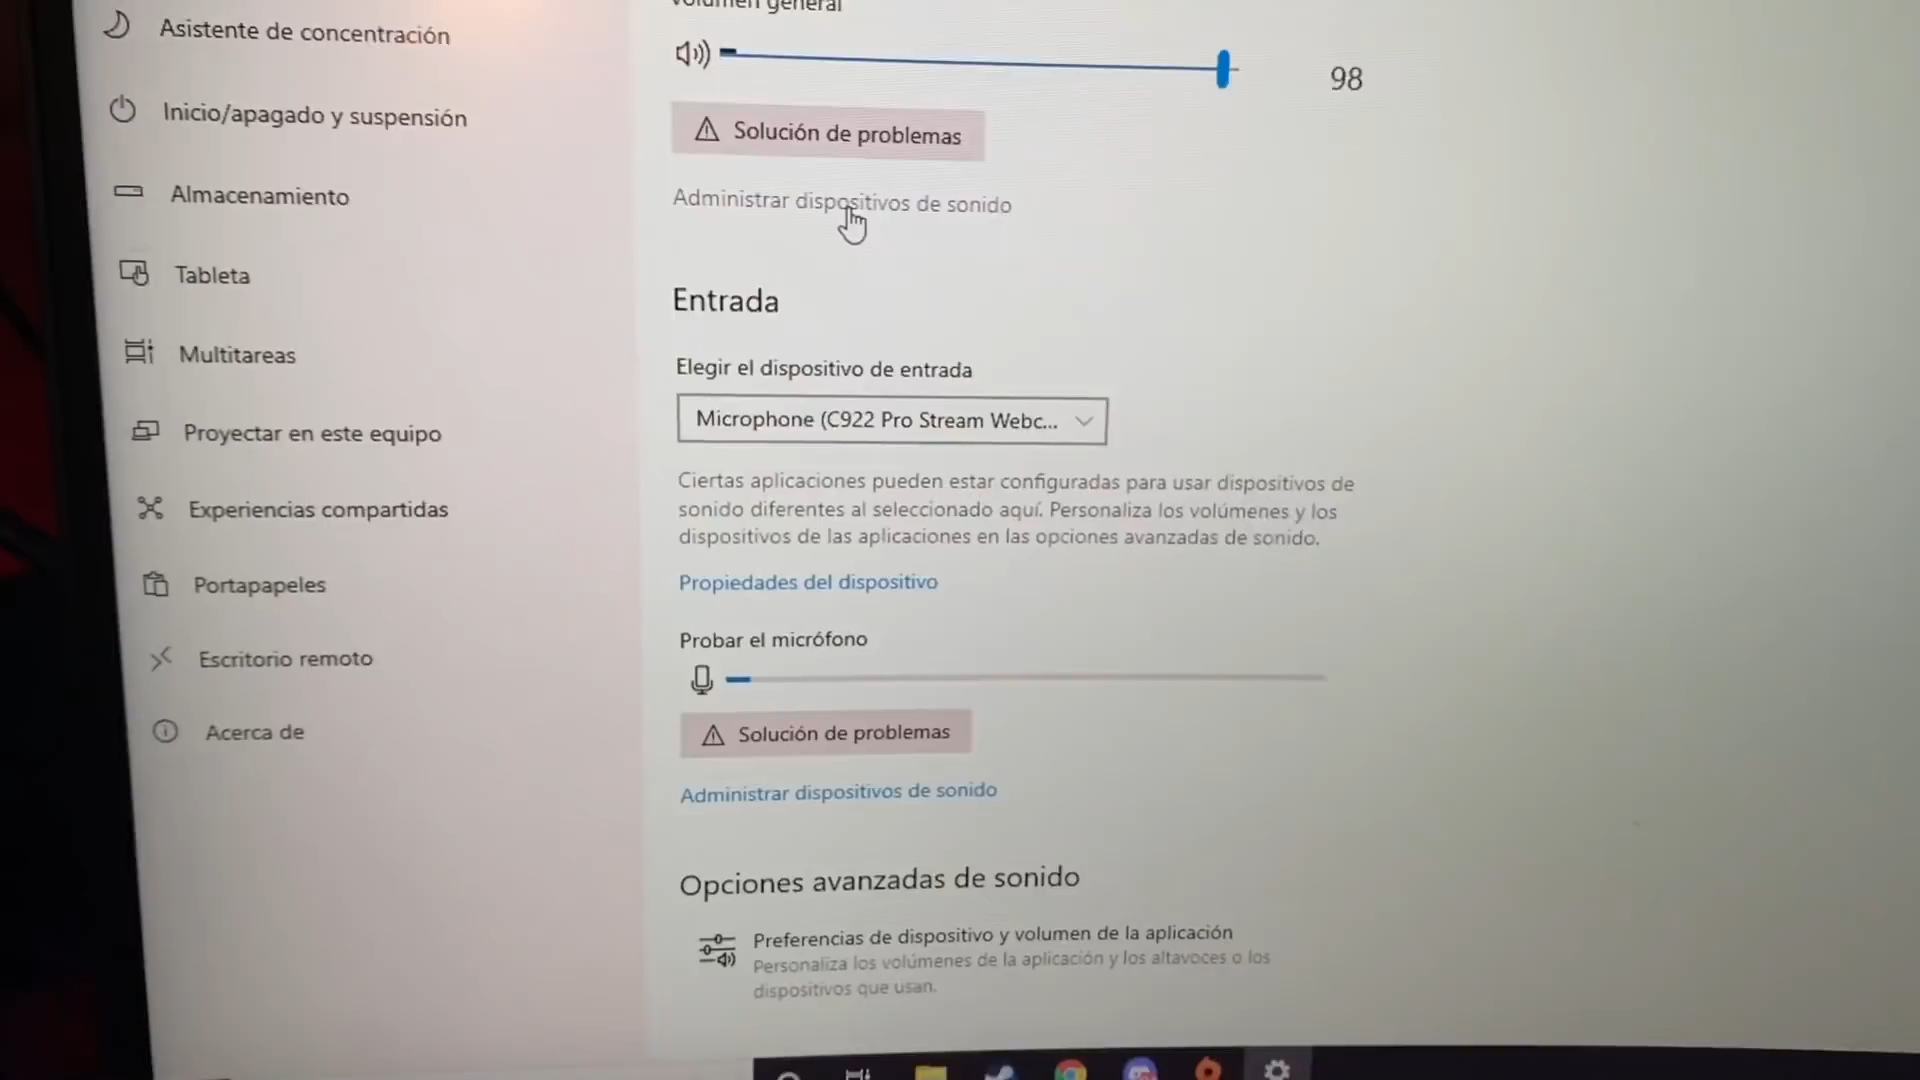 Volumen general
Asistente de concentración
98
Inicio/apagado y suspensión
Solución de problemas
Almacenamiento
Administrar dispositivos de sonido
Tableta
Entrada
Multitareas
Elegir el dispositivo de entrada
Microphone (C922 Pro Stream Webc...
Proyectar en este equipo
Ciertas aplicaciones pueden estar configuradas para usar dispositivos de
sonido diferentes al seleccionado aquí. Personaliza los volúmenes y los
dispositivos de las aplicaciones en las opciones avanzadas de sonido.
Experiencias compartidas
Propiedades del dispositivo
Portapapeles
Probar el micrófono
Escritorio remoto
Solución de problemas
Acerca de
Administrar dispositivos de sonido
Opciones avanzadas de sonido
Preferencias de dispositivo y volumen de la aplicación
Personaliza los volúmenes de la aplicación y los altavoces o los
dispositivos que usan.